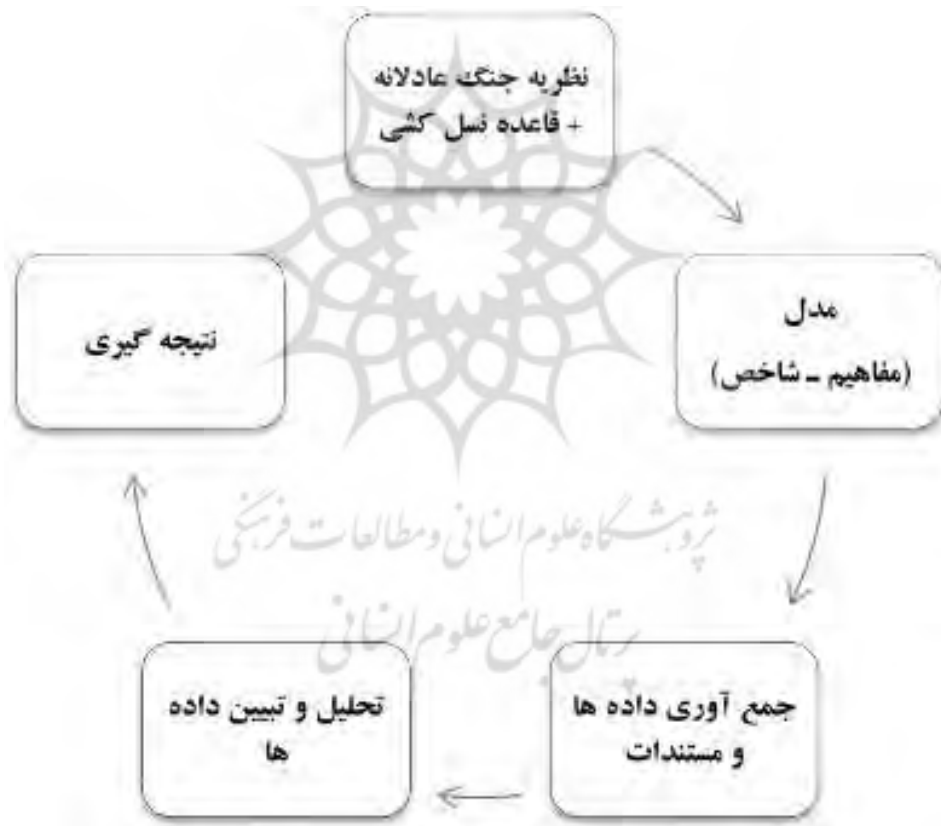 نظریه جنگ عادلانه
+ قاعده نسل کشی
مدل
(مفاهیم ـ شاخص)
جمع آوری داده ها
و مستندات
تحلیل و تبیین داده
ها
نتیجه گیری
پژوهشگاه علوم انسانی و مطالعات فرهنگی
پرتال جامع علوم انسانی